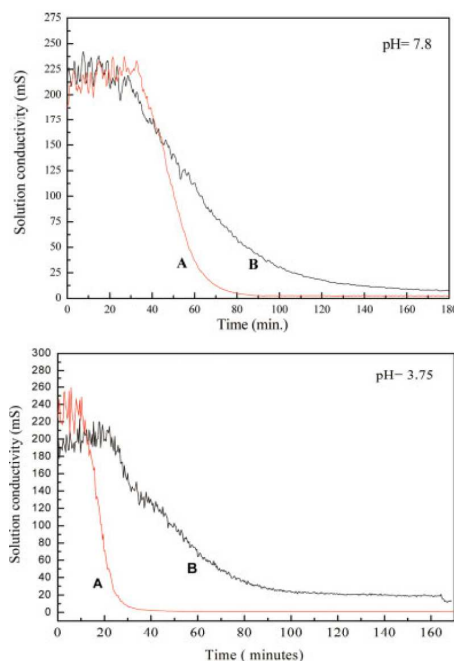 275
250
225
200
175
150
125
100
75
50
25
0
Solution conductivity (mS)
pH= 7.8
A
B
0 20 40 60 80 100 120 140 160 180
Time (min.)
300
280
260
240
220
200
180
160
140
120
100
80
60
40
20
0
Solution conductivity (mS)
pH− 3.75
A
B
0 20 40 60 80 100 120 140 160
Time ( minutes)